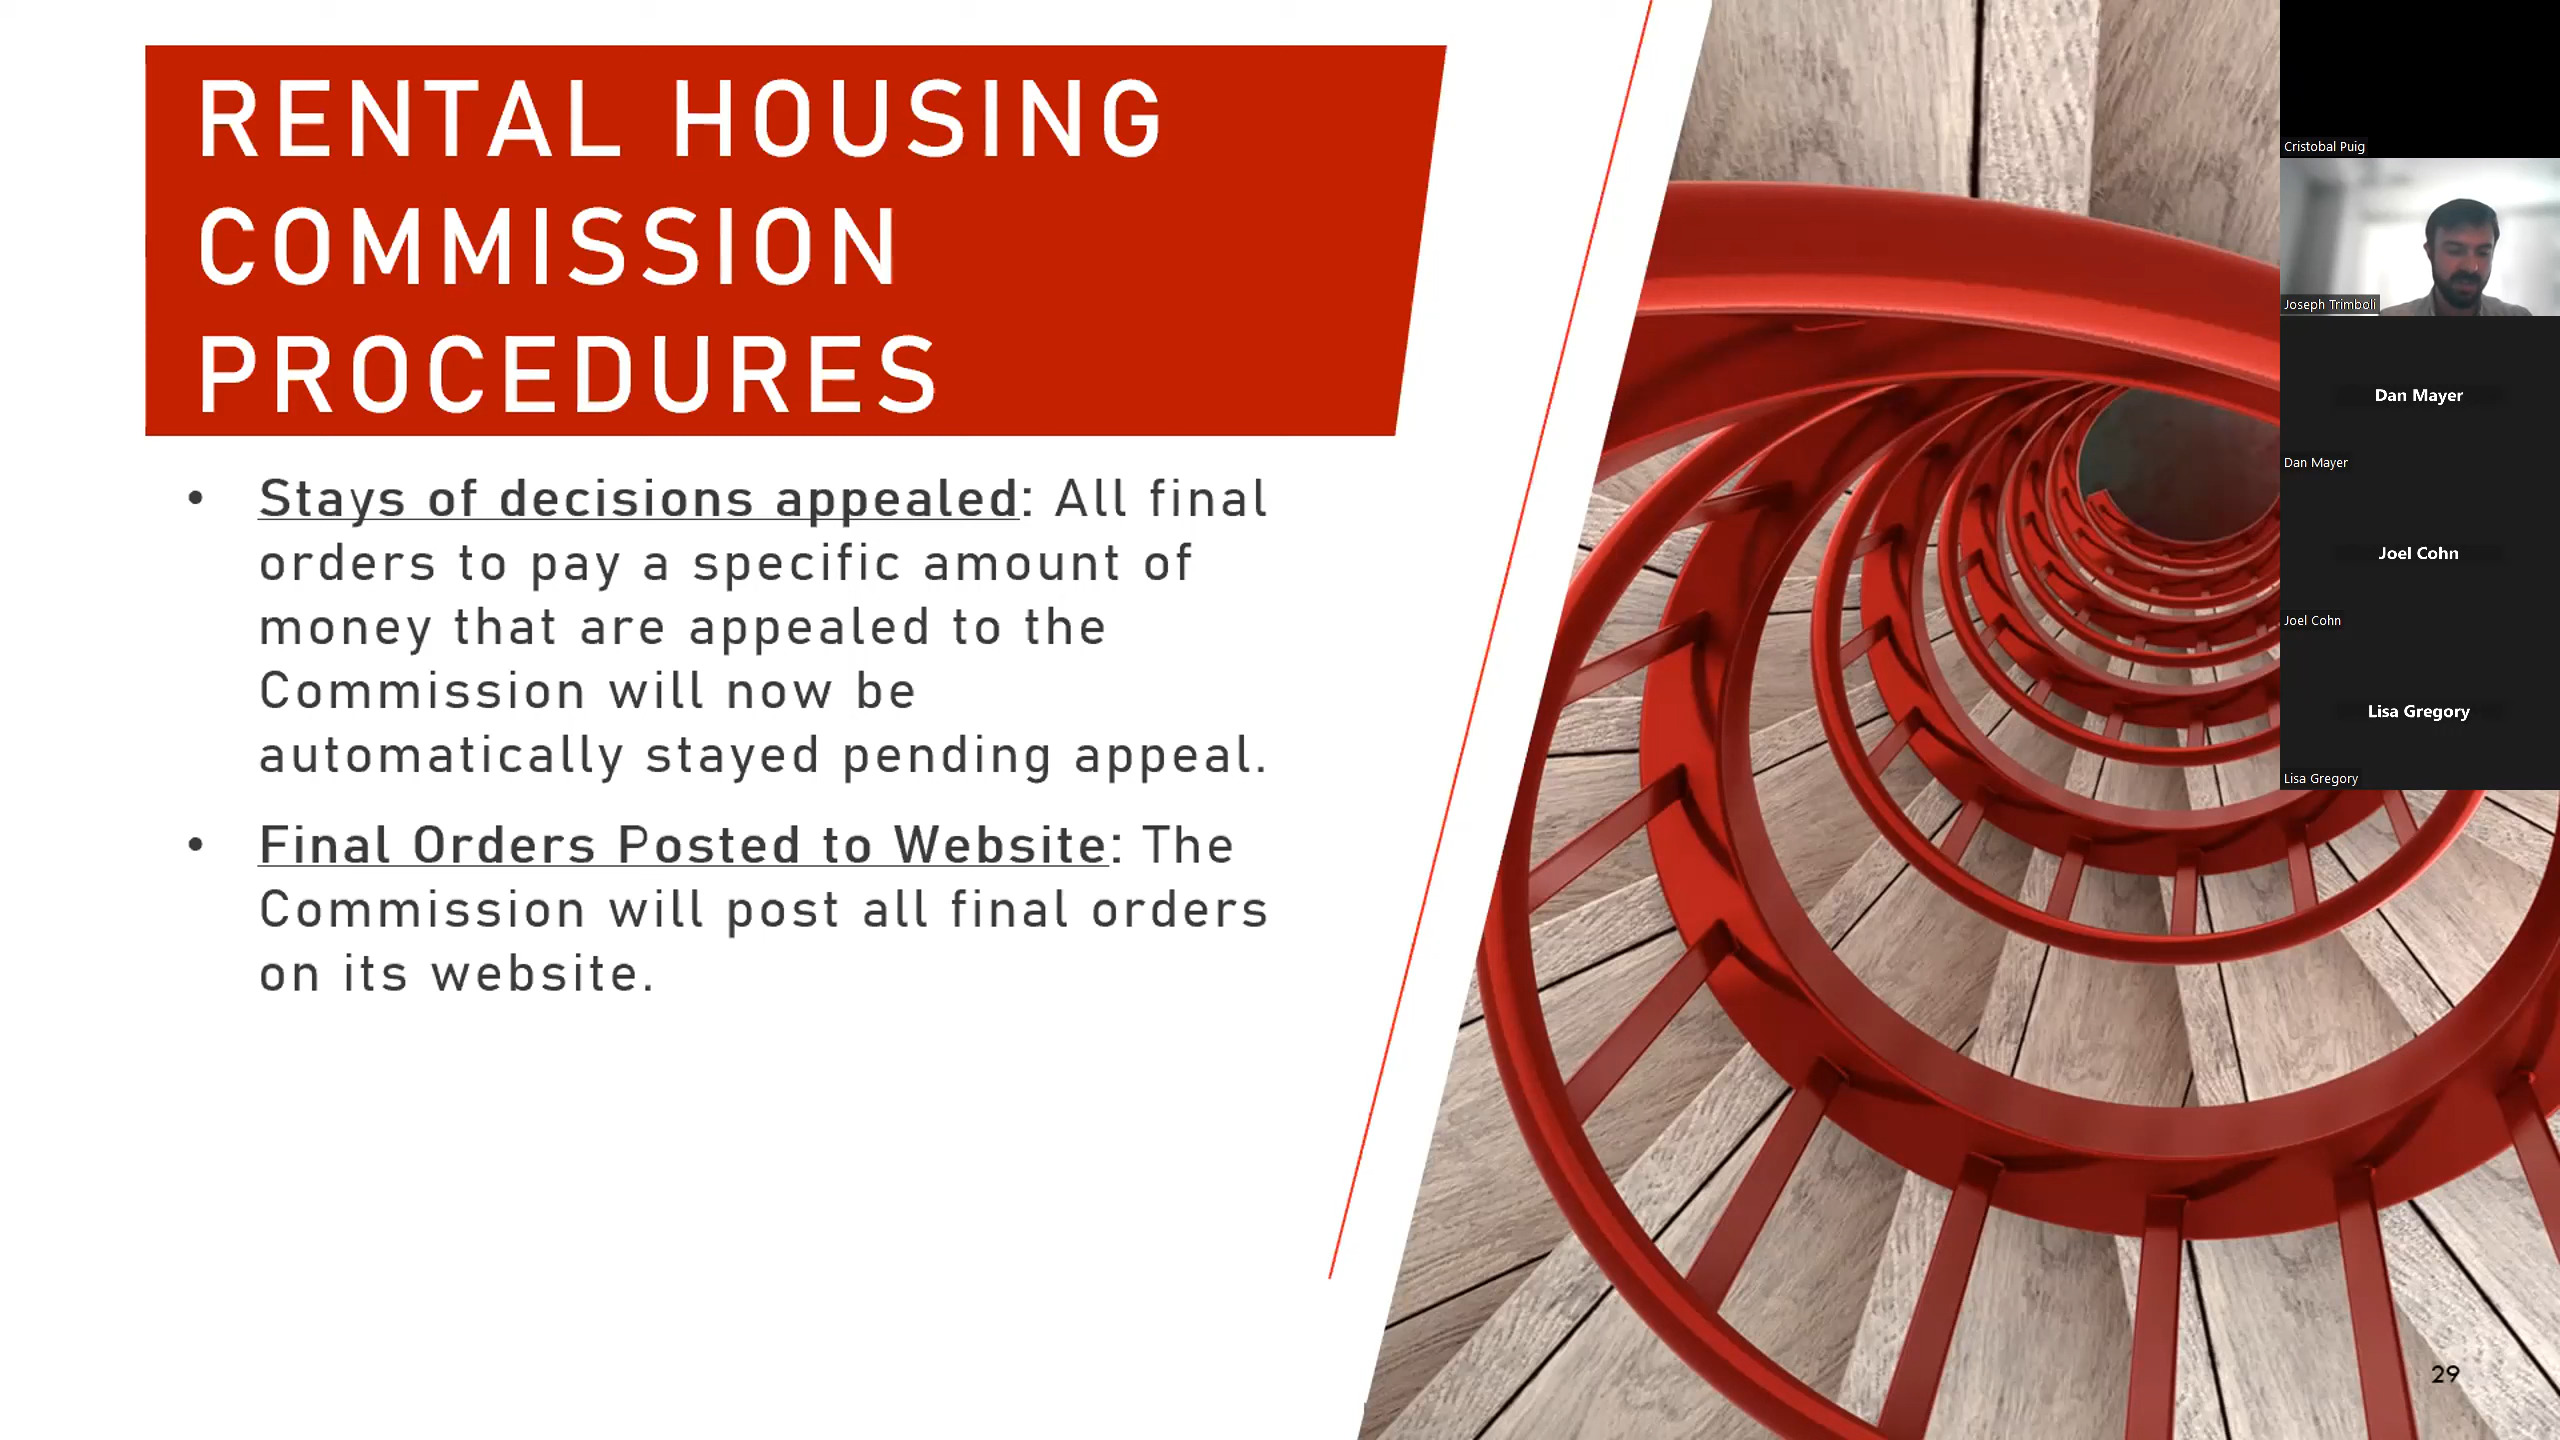 RENTAL HOUSING
COMMISSION
PROCEDURES
• Stays of decisions appealed: All final
orders to pay a specific amount of
money that are appealed to the
Commission will now be
automatically stayed pending appeal.
• Final Orders Posted to Website: The
Commission will post all final orders
on its website.
29
Cristobal Puig
Joseph Trimboli
Dan Mayer
Dan Mayer
Joel Cohn
Joel Cohn
Lisa Gregory
Lisa Gregory